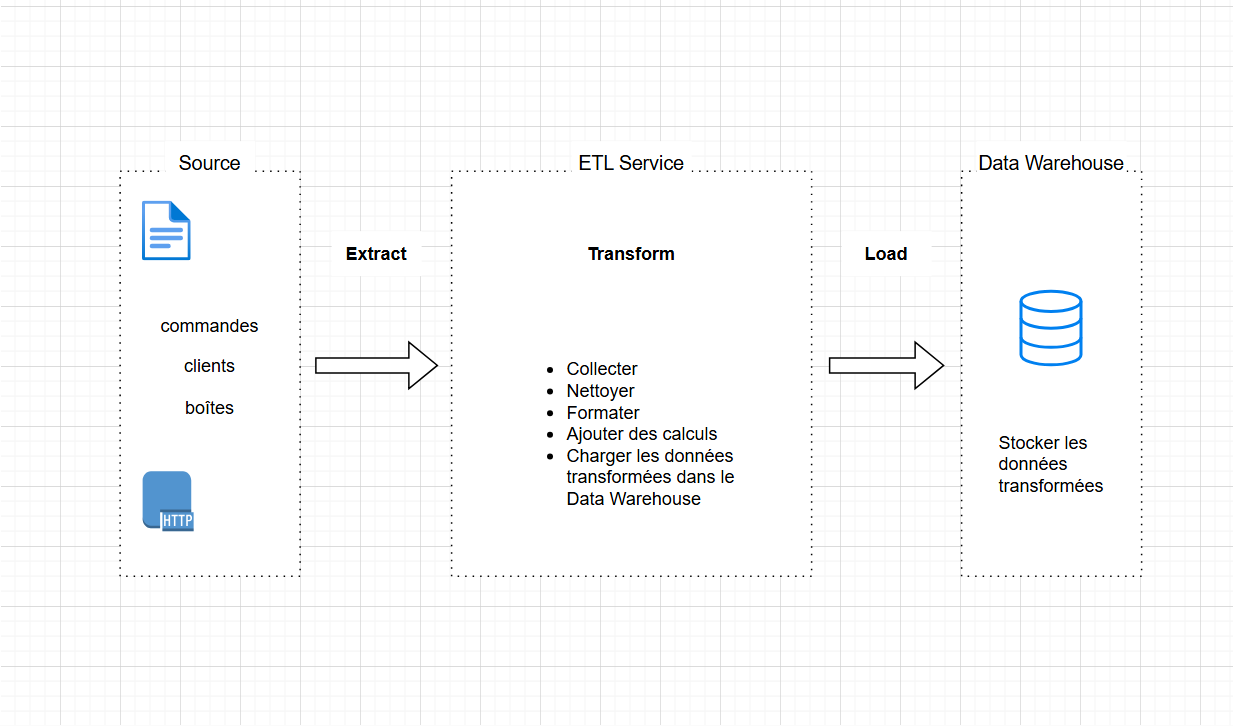 Source
ETL Service
Data Warehouse
Extract
Transform
Load
commandes
clients
boîtes
HTTP
Collecter
Nettoyer
Formater
Ajouter des calculs
Charger les données
transformées dans le
Data Warehouse
Stocker les
données
transformées